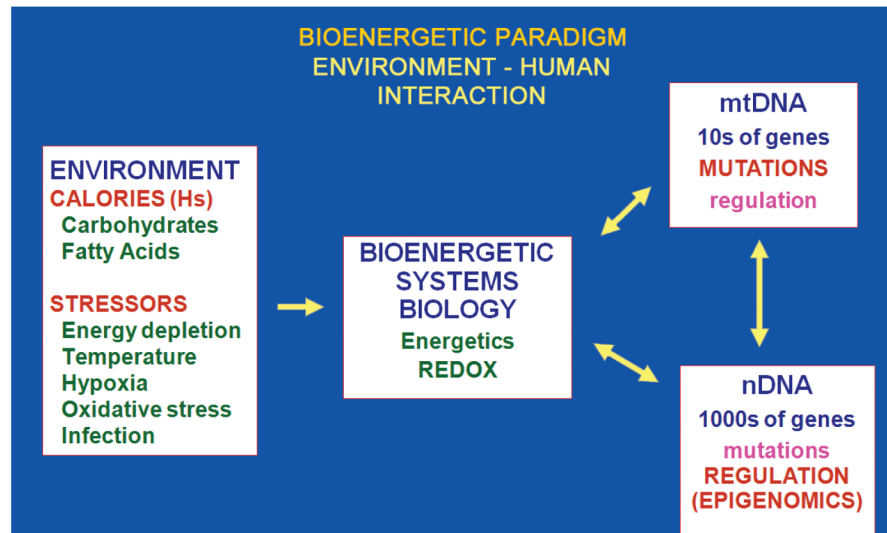 BIOENERGETIC PARADIGM
ENVIRONMENT - HUMAN
INTERACTION
ENVIRONMENT
CALORIES (Hs)
Carbohydrates
Fatty Acids
STRESSORS
Energy depletion
Temperature
Hypoxia
Oxidative stress
Infection
BIOENERGETIC
SYSTEMS
BIOLOGY
Energetics
REDOX
mtDNA
10s of genes
MUTATIONS
regulation
nDNA
1000s of genes
mutations
REGULATION
(EPIGENOMICS)